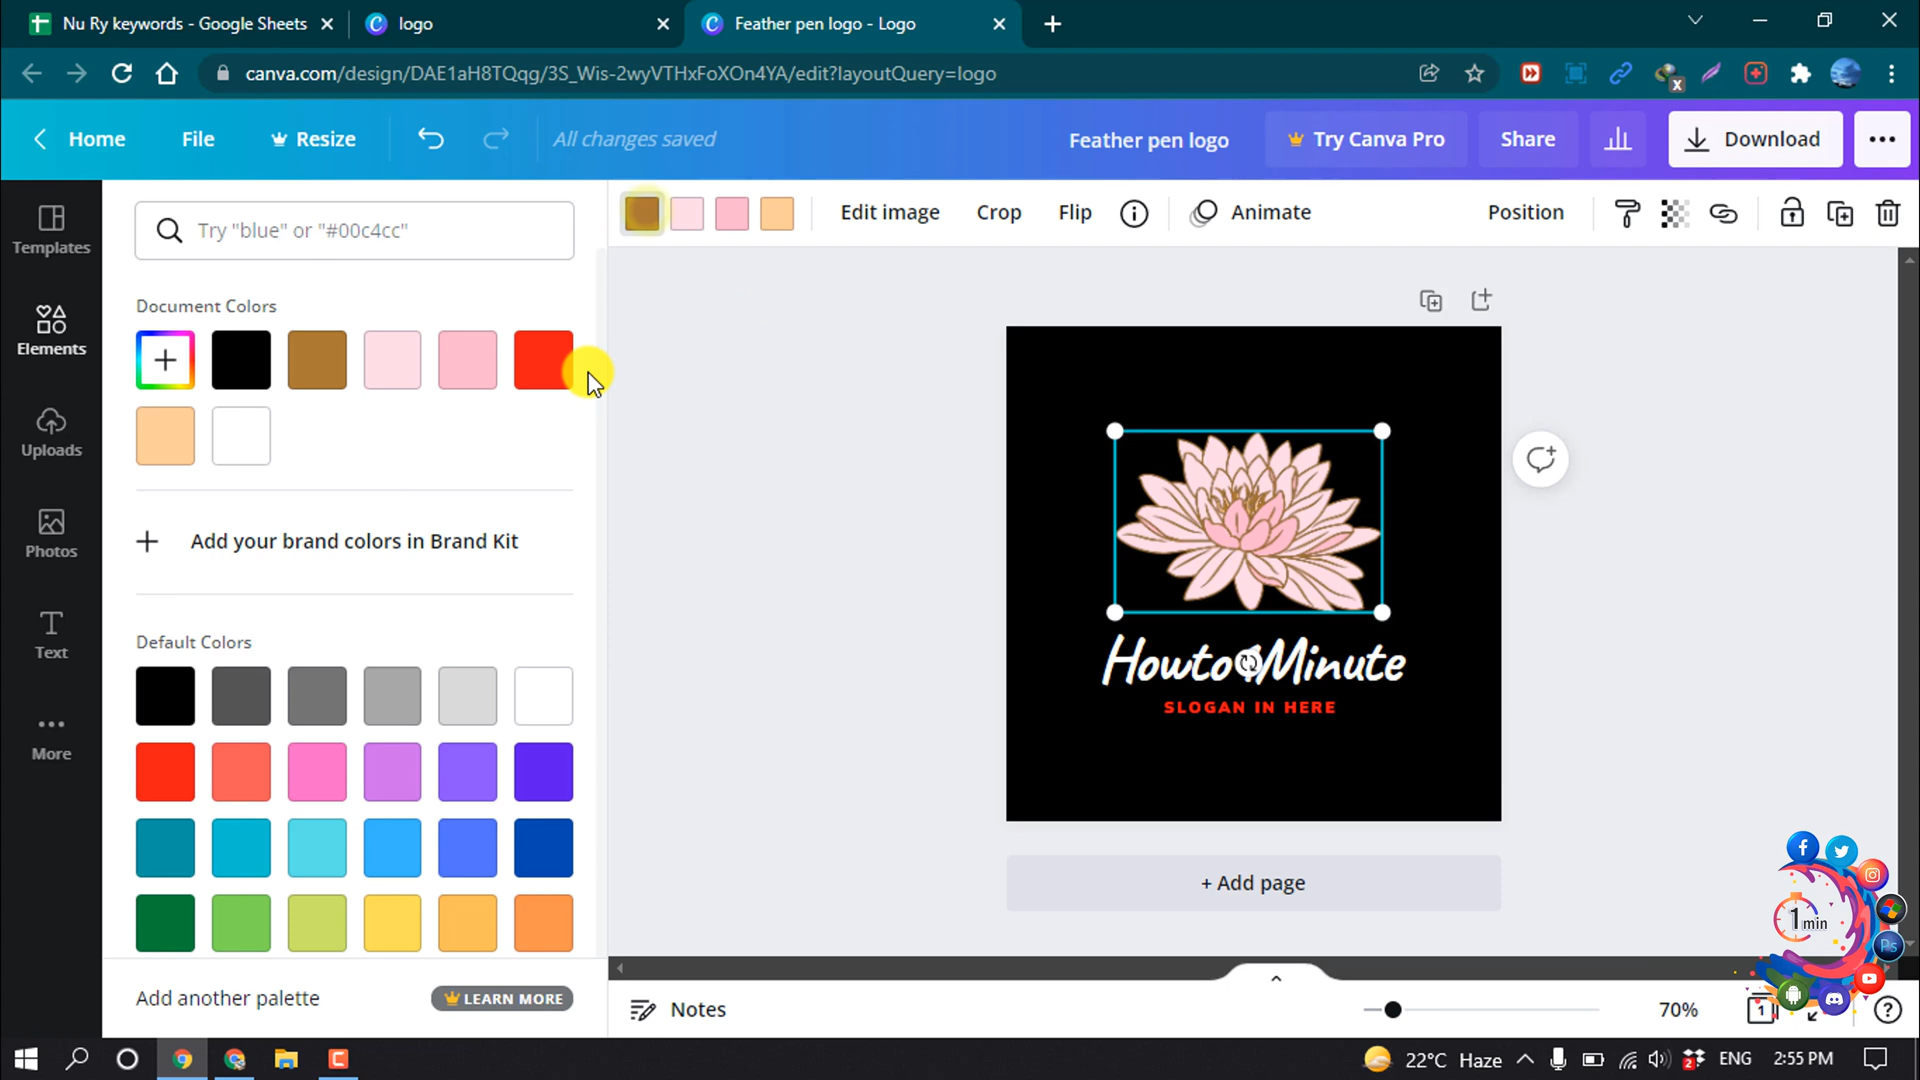 Nu Ry keywords - Google Sheets
logo
Feather pen logo - Logo
canva.com/design/DAE1aH8TQqg/3S_Wis-2wyVTHxFoXOn4YA/edit?layoutQuery=logo
Home
File
Resize
All changes saved
Feather pen logo
Try Canva Pro
Share
Download
Templates
Elements
Uploads
Photos
Text
More
Try "blue" or "#00c4cc"
Document Colors
Add your brand colors in Brand Kit
Default Colors
Add another palette
LEARN MORE
Edit image
Crop
Flip
Animate
Position
Howto1Minute
SLOGAN IN HERE
+ Add page
Notes
70%
1
1 min
Ps
22°C Haze
2
ENG
2:55 PM